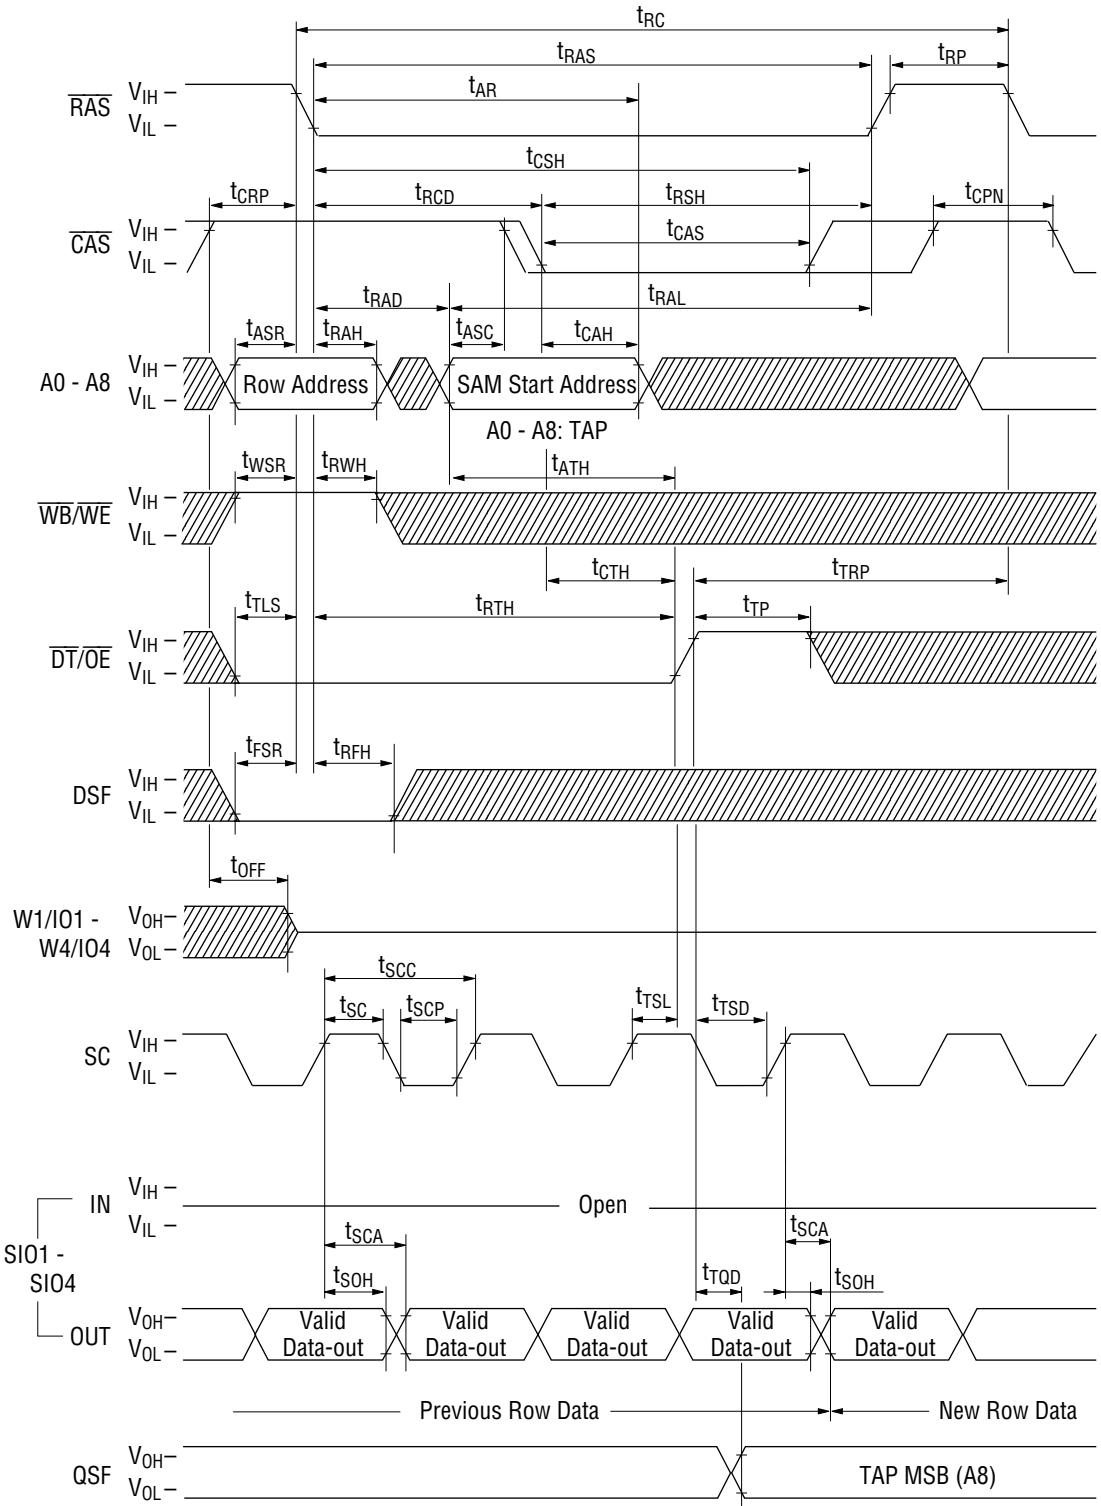 tRC
tRAS
tRP
tAR
RAS VIH –
VIL –
tCSH
tCRP tRCD tRSH tCPN
CAS VIH –
VIL –
tCAS
tRAD tRAL
tASR tRAH tASC tCAH
A0 - A8 VIH –
VIL –
Row Address SAM Start Address
A0 - A8: TAP
tWSR tRWH tATH
WB/WE VIH –
VIL –
tCTH tTRP
tTLS tRTH tTP
DT/OE VIH –
VIL –
tFSR tRFH
DSF VIH –
VIL –
tOFF
W1/IO1 - VOH–
W4/IO4 VOL –
tSCC
tSC tSCP tTSL tTSD
SC VIH –
VIL –
IN VIH –
VIL –
Open
SIO1 -
SIO4
tSCA tSCA
tSOH tTQD tSOH
OUT VOH–
VOL –
Valid Valid Valid Valid Valid
Data-out Data-out Data-out Data-out Data-out
Previous Row Data New Row Data
QSF VOH–
VOL –
TAP MSB (A8)